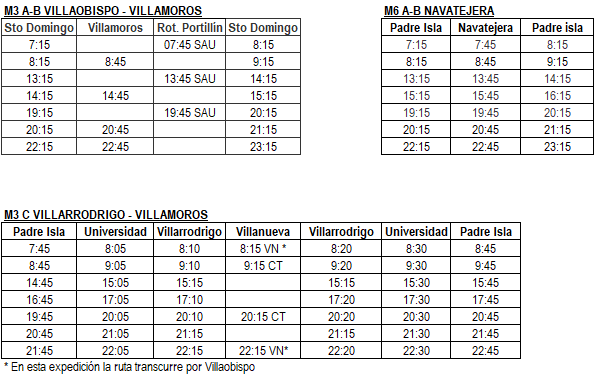 M3 A-B VILLAOBISPO - VILLAMOROS
Sto Domingo Villamoros Rot. Portillín Sto Domingo
7:15 07:45 SAU 8:15
8:15 8:45 9:15
13:15 13:45 SAU 14:15
14:15 14:45 15:15
19:15 19:45 SAU 20:15
20:15 20:45 21:15
22:15 22:45 23:15
M6 A-B NAVATEJERA
Padre Isla Navatejera Padre isla
7:15 7:45 8:15
8:15 8:45 9:15
13:15 13:45 14:15
15:15 15:45 16:15
19:15 19:45 20:15
20:15 20:45 21:15
22:15 22:45 23:15
M3 C VILLARRODRIGO - VILLAMOROS
Padre Isla Universidad Villarrodrigo Villanueva Villarrodrigo Universidad Padre Isla
7:45 8:05 8:10 8:15 VN * 8:20 8:30 8:45
8:45 9:05 9:10 9:15 CT 9:20 9:30 9:45
14:45 15:05 15:15 15:15 15:30 15:45
16:45 17:05 17:10 17:20 17:30 17:45
19:45 20:05 20:10 20:15 CT 20:20 20:30 20:45
20:45 21:05 21:15 21:15 21:30 21:45
21:45 22:05 22:15 22:15 VN* 22:20 22:30 22:45
* En esta expedición la ruta transcurre por Villaobispo